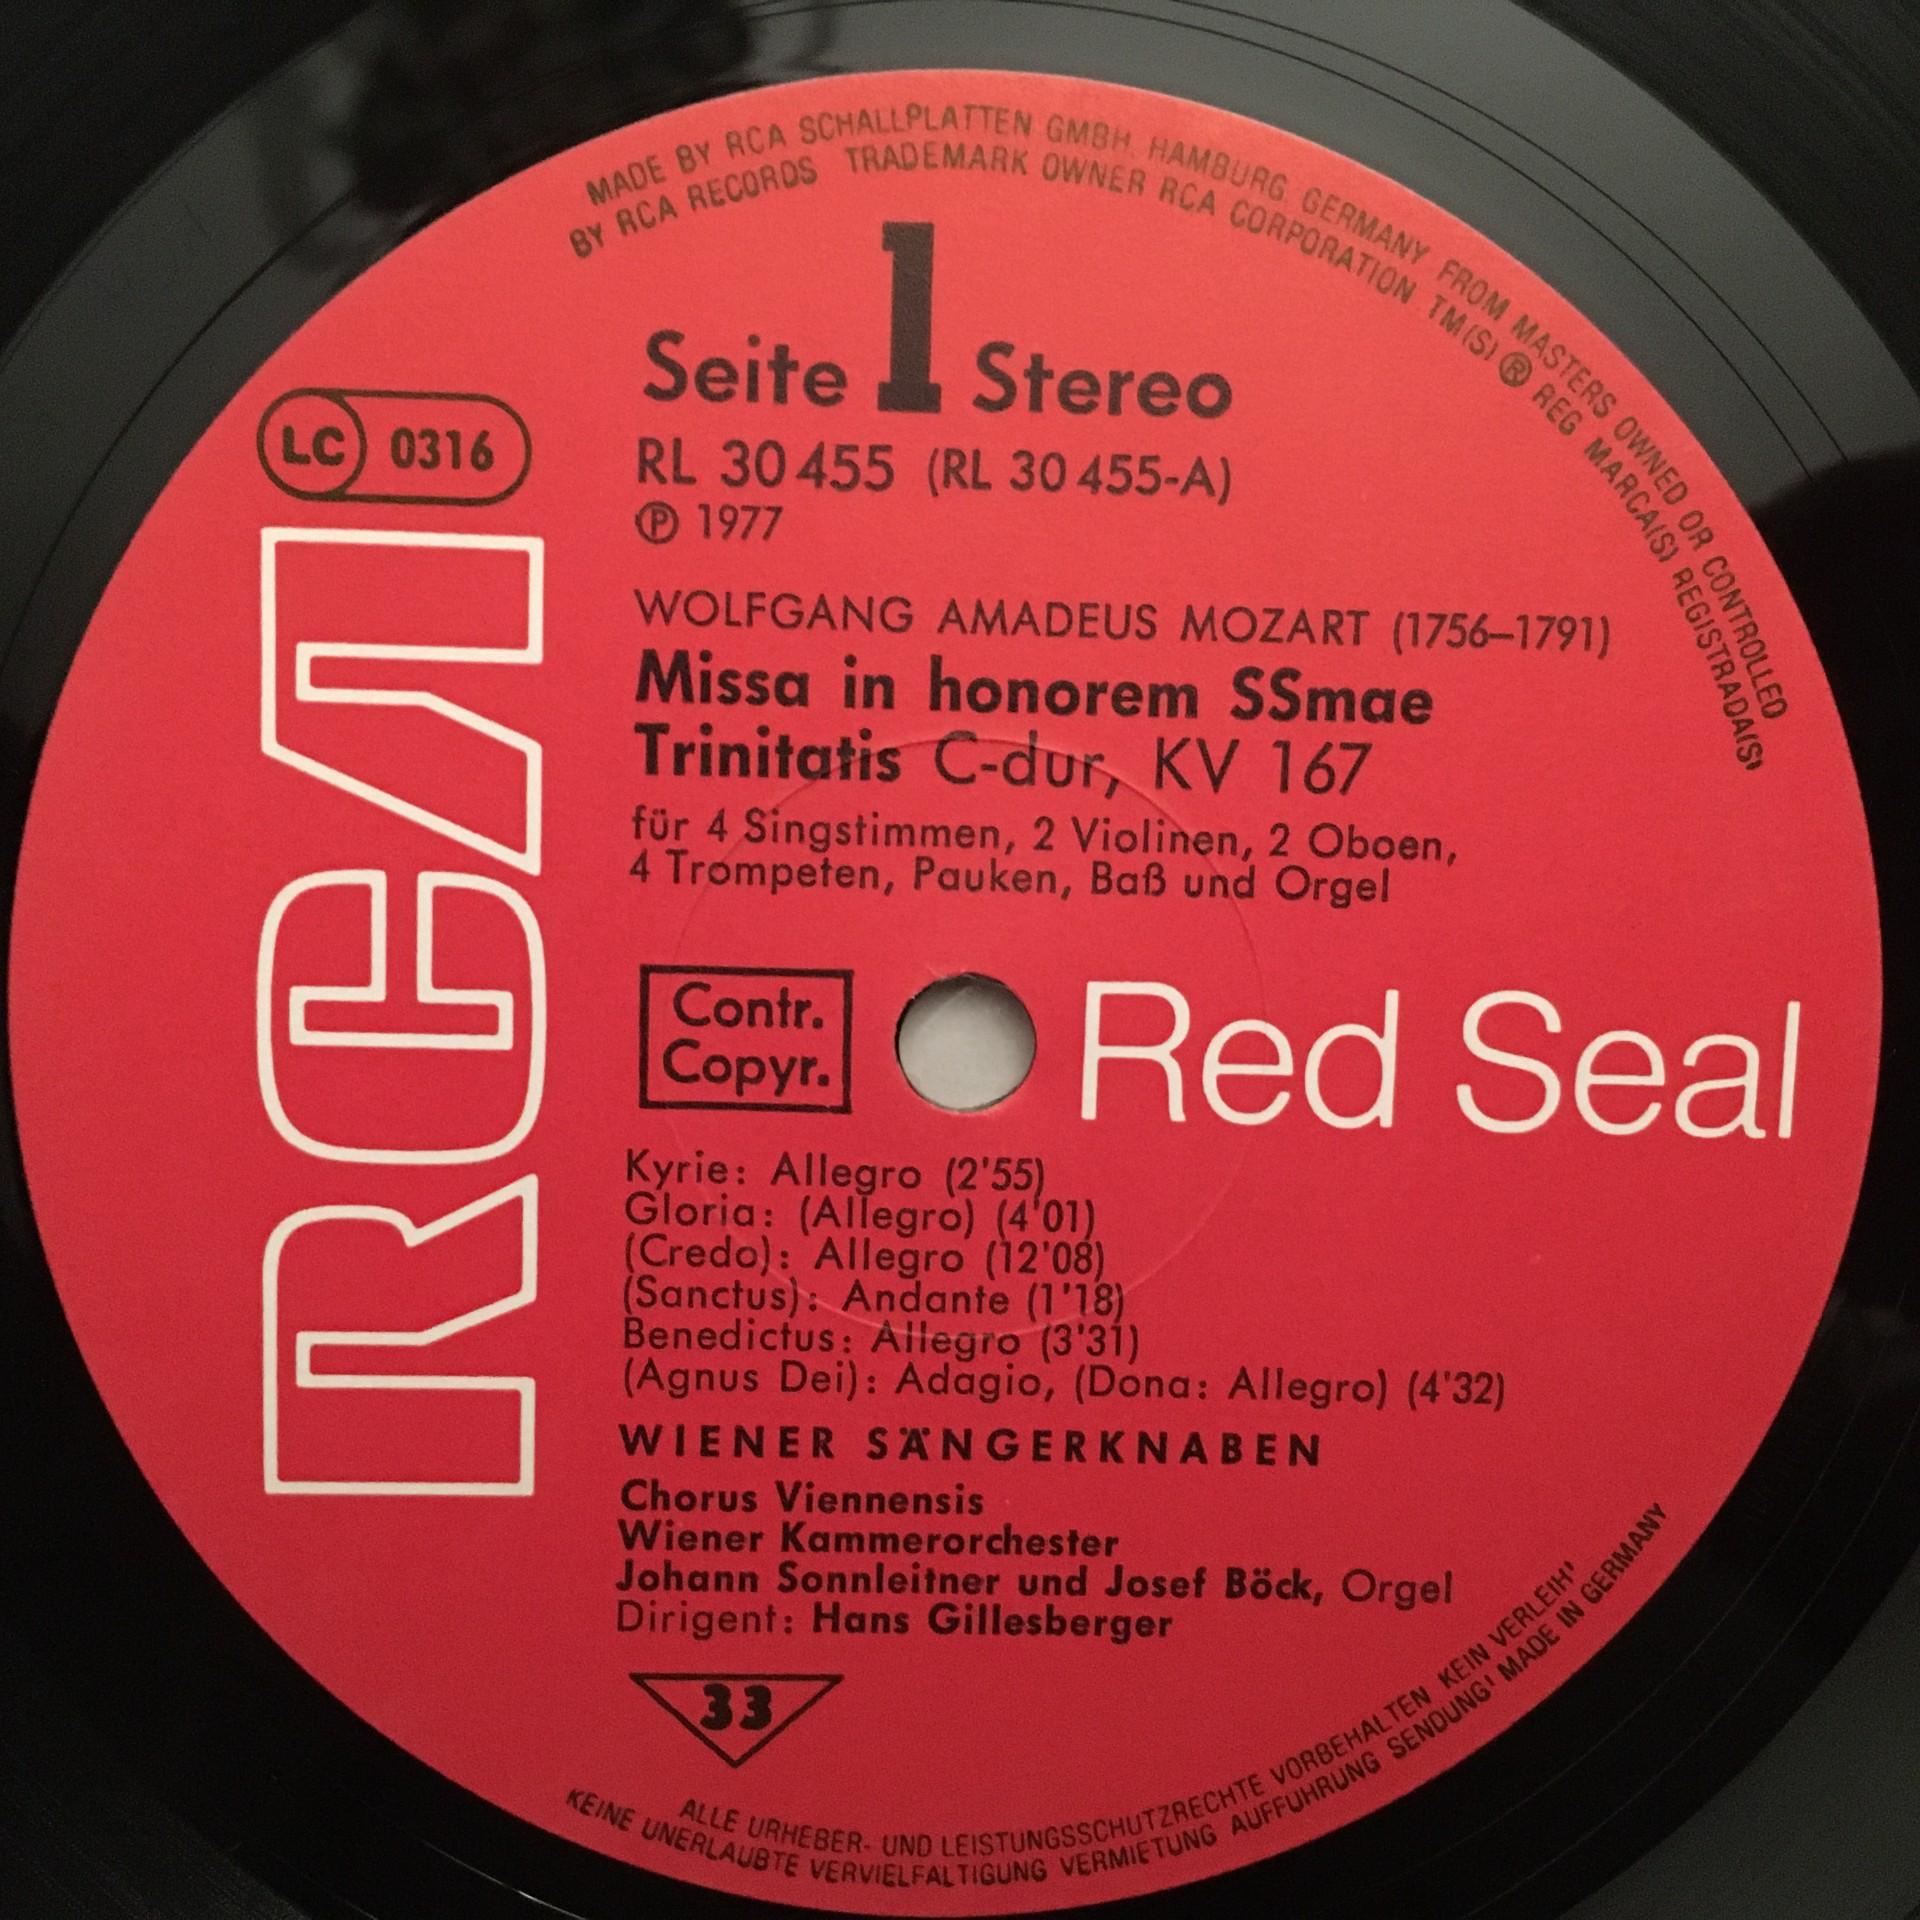 MADE BY RCA SCHALLPLATTEN GMBH, HAMBURG, GERMANY FROM MASTERS OWNED OR CONTROLLED
BY RCA RECORDS TRADEMARK OWNER RCA CORPORATION TM(S) ® REG MARCA(S) REGISTRADA(S)
Seite 1 Stereo
LC 0316
RL 30 455 (RL 30 455-A)
℗ 1977
RCA
WOLFGANG AMADEUS MOZART (1756–1791)
Missa in honorem SSmae
Trinitatis C-dur, KV 167
für 4 Singstimmen, 2 Violinen, 2 Oboen,
4 Trompeten, Pauken, Baß und Orgel
Contr.
Copyr.
Red Seal
Kyrie: Allegro (2'55)
Gloria: (Allegro) (4'01)
(Credo): Allegro (12'08)
(Sanctus): Andante (1'18)
Benedictus: Allegro (3'31)
(Agnus Dei): Adagio, (Dona: Allegro) (4'32)
WIENER SÄNGERKNABEN
Chorus Viennensis
Wiener Kammerorchester
Johann Sonnleitner und Josef Böck, Orgel
Dirigent: Hans Gillesberger
33
ALLE URHEBER- UND LEISTUNGSSCHUTZRECHTE VORBEHALTEN KEIN VERLEIH!
KEINE UNERLAUBTE VERVIELFALTIGUNG VERMIETUNG AUFFUHRUNG SENDUNG! MADE IN GERMANY